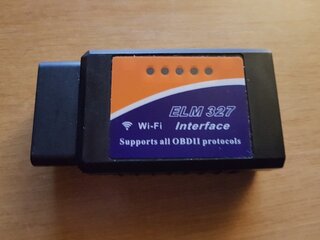 ELM 327
Wi-Fi Interface
Supports all OBDII protocols